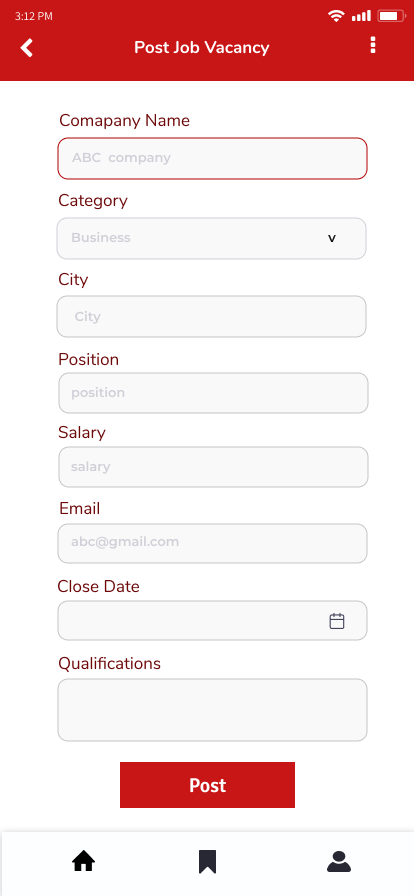 3:12 PM
Post Job Vacancy
Comapany Name
ABC company
Category
Business v
City
City
Position
position
Salary
salary
Email
abc@gmail.com
Close Date
Qualifications
Post